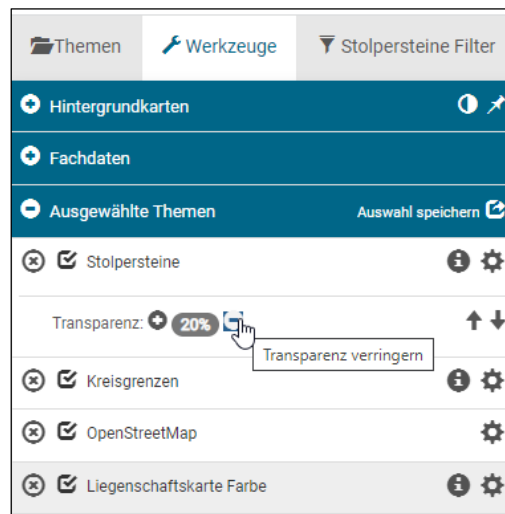 Themen Werkzeuge Stolpersteine Filter
Hintergrundkarten
Fachdaten
Ausgewählte Themen Auswahl speichern
Stolpersteine
Transparenz: 20%
Transparenz verringern
Kreisgrenzen
OpenStreetMap
Liegenschaftskarte Farbe